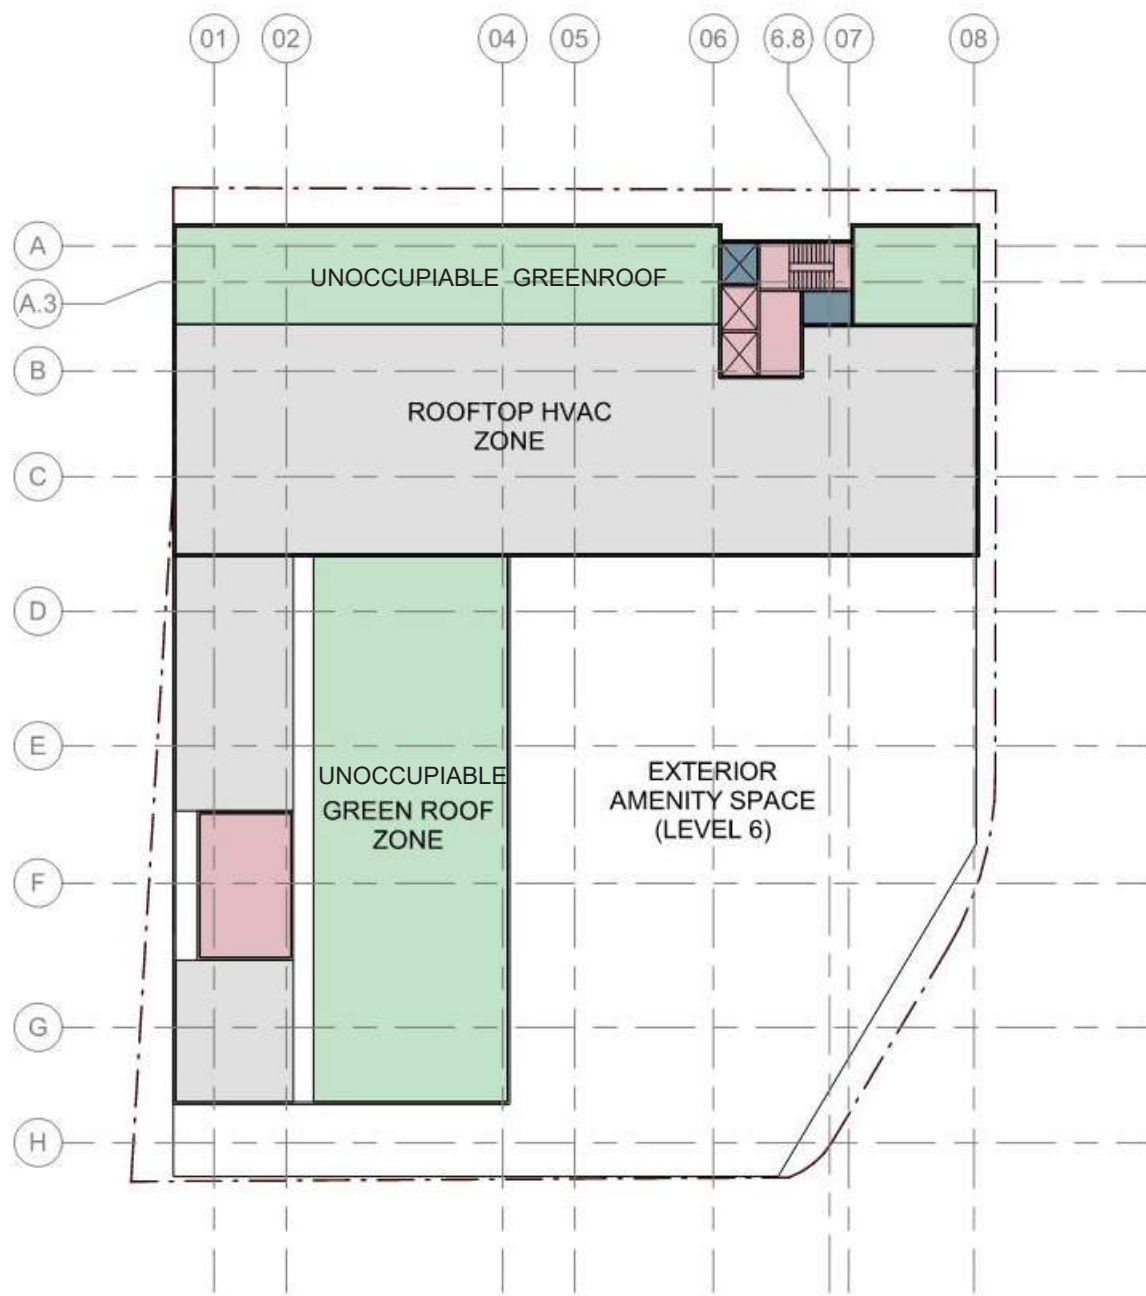 01 02 04 05 06 6.8 07 08
A
UNOCCUPIABLE GREENROOF
A.3
B
ROOFTOP HVAC
ZONE
C
D
E
UNOCCUPIABLE
GREEN ROOF
ZONE
EXTERIOR
AMENITY SPACE
(LEVEL 6)
F
G
H